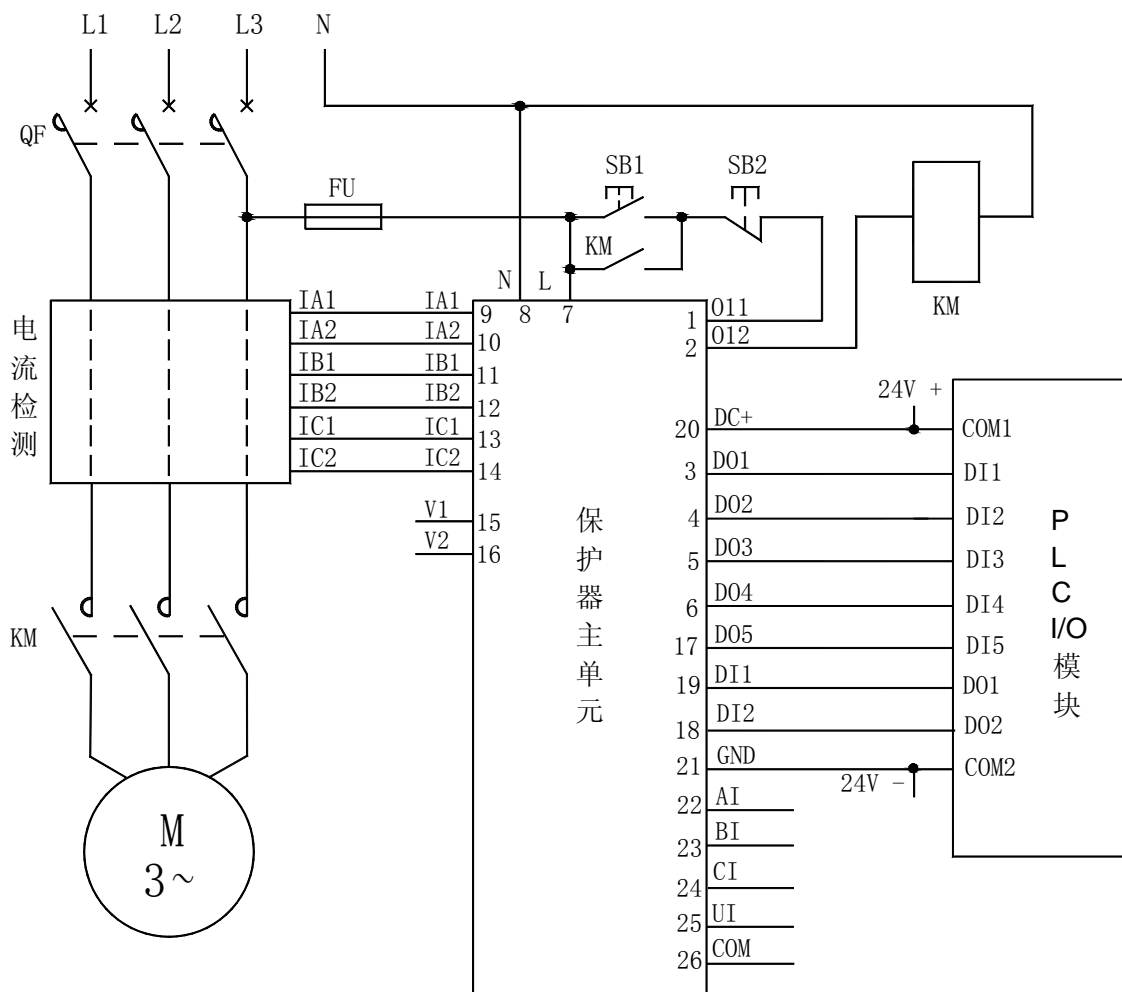 L1 L2 L3 N
QF
FU
SB1 SB2
KM
KM
N L
8 7
电流检测
IA1 IA1 9
IA2 IA2 10
IB1 IB1 11
IB2 IB2 12
IC1 IC1 13
IC2 IC2 14
V1 15
V2 16
保护器主单元
1 O11
2 O12
24V +
20 DC+ COM1
3 DO1 DI1
4 DO2 DI2
5 DO3 DI3
6 DO4 DI4
17 DO5 DI5
19 DI1 DO1
18 DI2 DO2
21 GND COM2
24V -
22 AI
23 BI
24 CI
25 UI
26 COM
PLC
I/O
模块
KM
M
3~